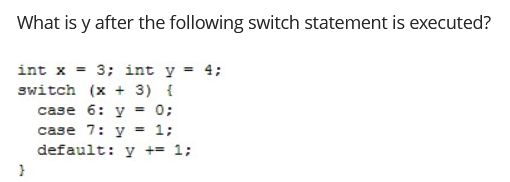 What is y after the following switch statement is executed?
int x = 3; int y = 4;
switch (x + 3) {
case 6: y = 0;
case 7: y = 1;
default: y += 1;
}